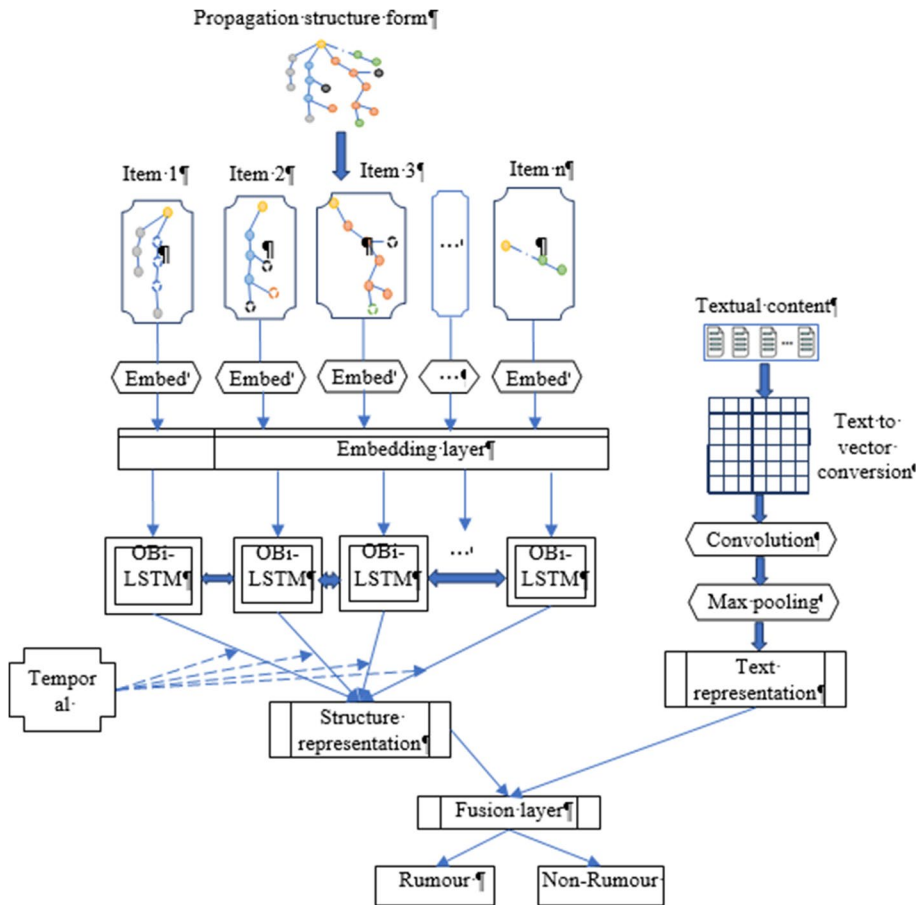 Propagation·structure·form¶
Item·1¶
Item·2¶
Item·3¶
Item·n¶
¶
¶
¶
...
¶
Textual·content¶
...
Embed
Embed
Embed
...¶
Embed
Text·to·
vector·
conversion¶
Embedding·layer¶
Convolution¶
OBi-
LSTM¶
OBi-
LSTM¶
OBi-
LSTM¶
...
OBi-
LSTM¶
Max·pooling¶
Tempor
al·
Text·
representation¶
Structure·
representation¶
Fusion·layer¶
Rumour·¶
Non-Rumour·